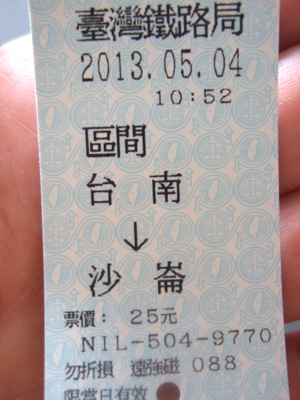 臺灣鐵路局
2013.05.04
10:52
區間
台南
↓
沙崙
票價： 25元
NIL-504-9770
勿折損 遠強磁 088
限當日有效